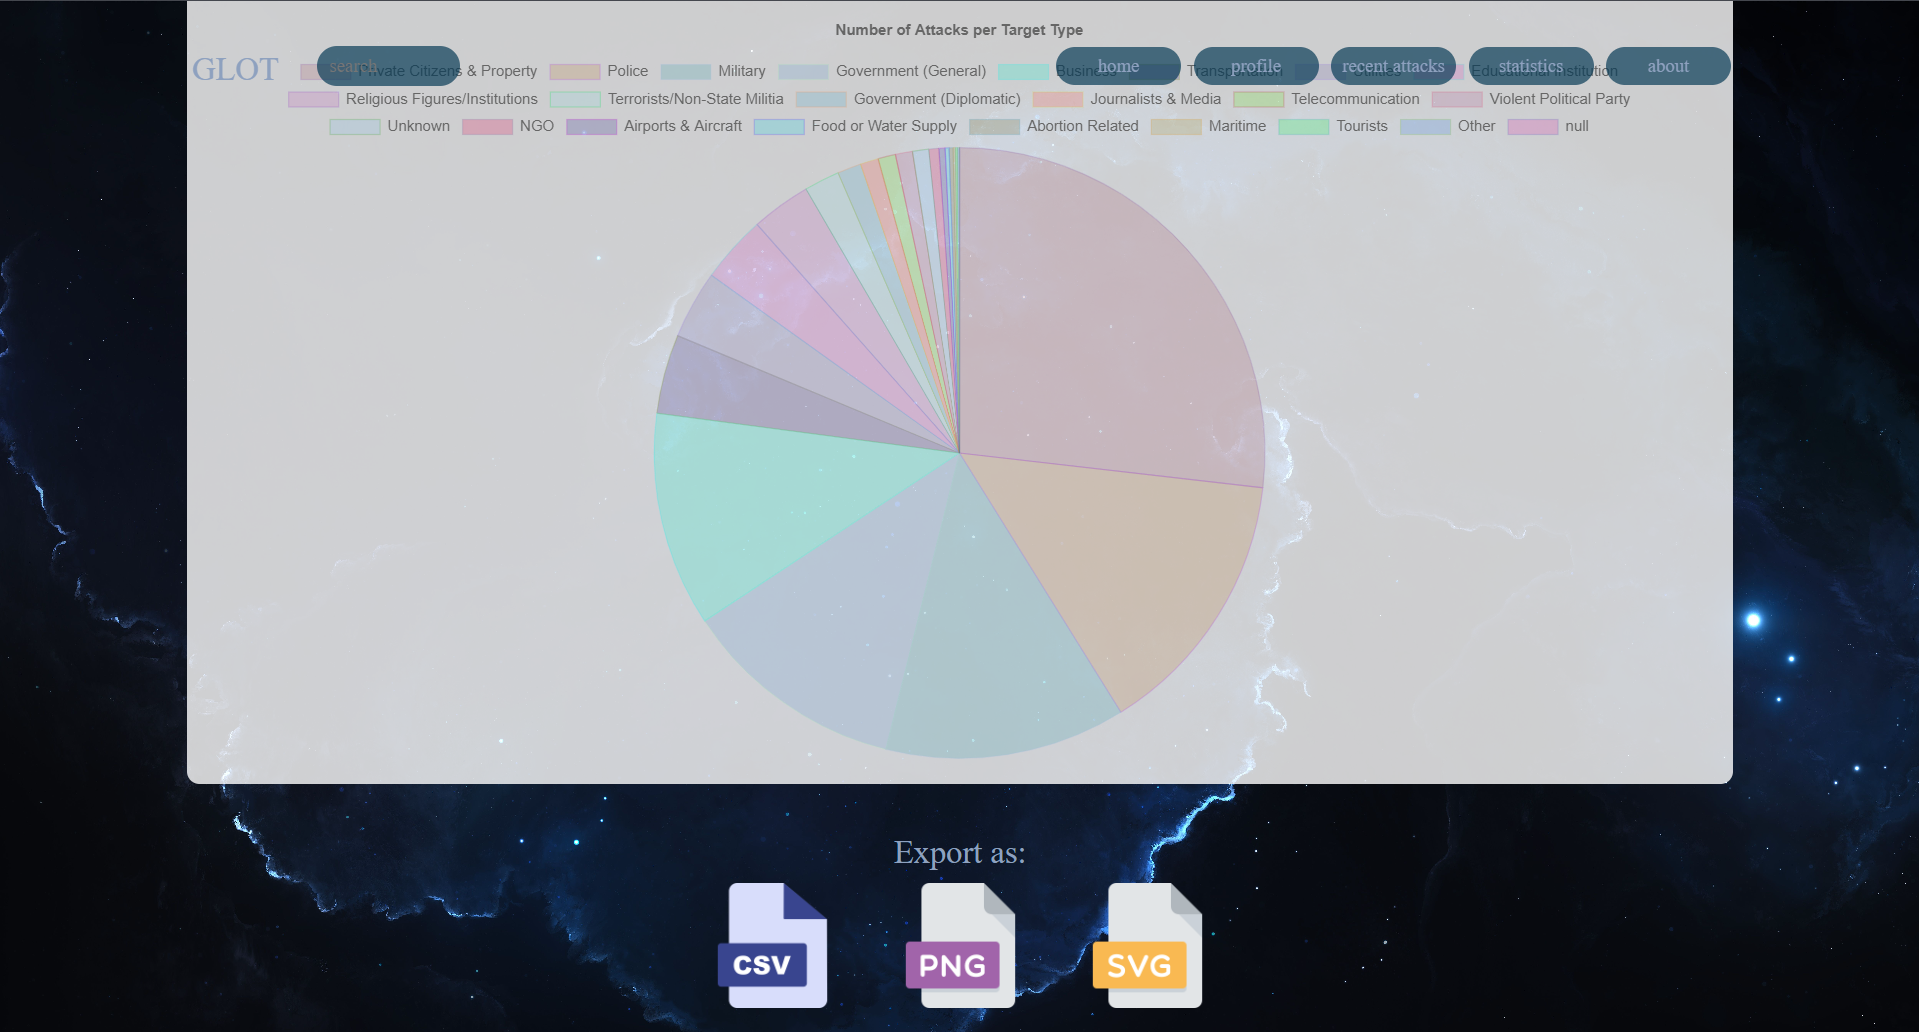 Number of Attacks per Target Type
GLOT search Private Citizens & Property Police Military Government (General) Business home Transportation profile Utilities recent attacks Educational Institution statistics about
Religious Figures/Institutions Terrorists/Non-State Militia Government (Diplomatic) Journalists & Media Telecommunication Violent Political Party
Unknown NGO Airports & Aircraft Food or Water Supply Abortion Related Maritime Tourists Other null
Export as:
CSV PNG SVG